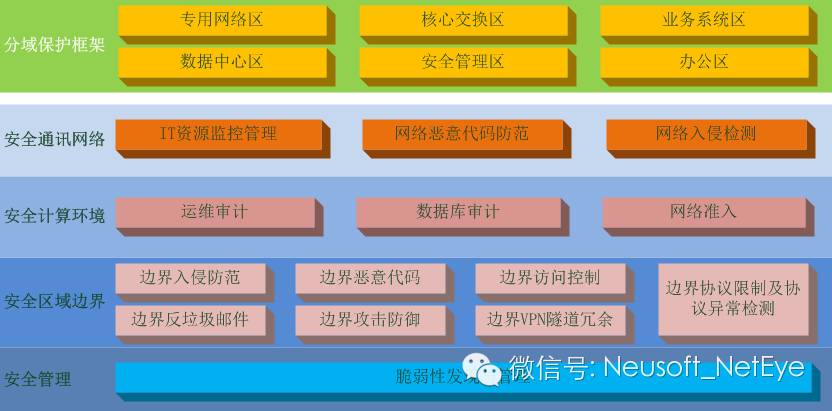 分域保护框架
专用网络区
核心交换区
业务系统区
数据中心区
安全管理区
办公区
安全通讯网络
IT资源监控管理
网络恶意代码防范
网络入侵检测
安全计算环境
运维审计
数据库审计
网络准入
安全区域边界
边界入侵防范
边界恶意代码
边界访问控制
边界协议限制及协
议异常检测
边界反垃圾邮件
边界攻击防御
边界VPN隧道冗余
安全管理
脆弱性发现 管理
微信号: Neusoft_NetEye